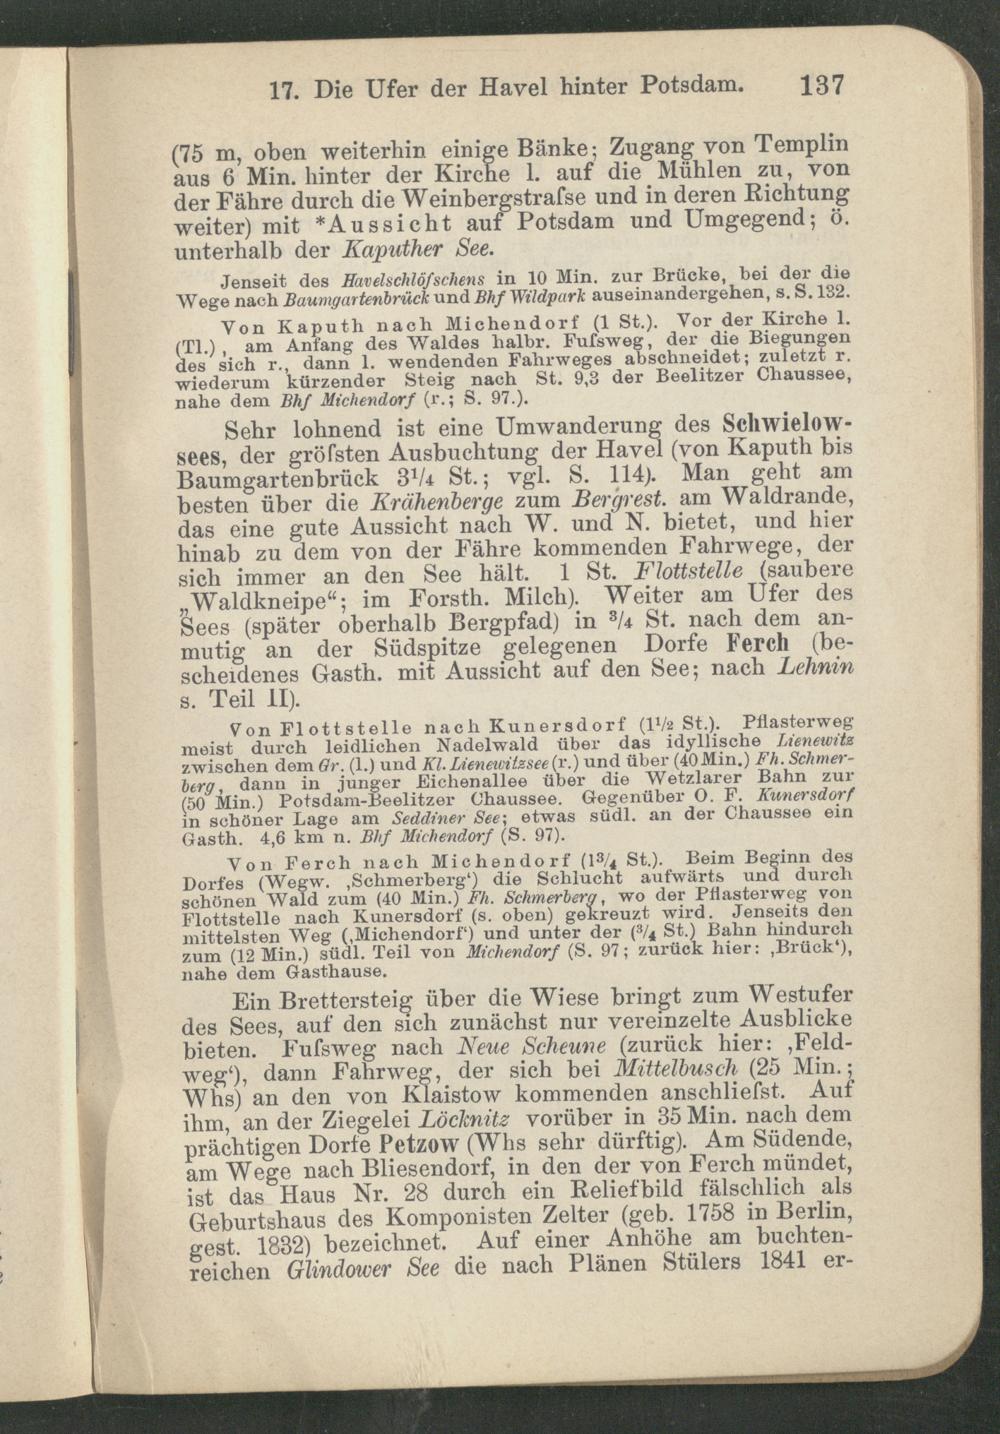 17. Die Ufer der Havel hinter Potsdam. 137
(75 m, oben weiterhin einige Bänke; Zugang von Templin
aus 6 Min. hinter der Kirche l. auf die Mühlen zu, von
der Fähre durch die Weinbergstraſse und in deren Richtung
weiter) mit *Aussicht auf Potsdam und Umgegend; ö.
unterhalb der Kaputher See.
Jenseit des Havelschlöſschens in 10 Min. zur Brücke, bei der die
Wege nach Baumgartenbrück und Bhf Wildpark auseinandergehen, s. S. 132.
Von Kaputh nach Michendorf (1 St.). Vor der Kirche l.
(Tl.), am Anfang des Waldes halbr. Fuſsweg, der die Biegungen
des sich r., dann l. wendenden Fahrweges abschneidet; zuletzt r.
wiederum kürzender Steig nach St. 9,3 der Beelitzer Chaussee,
nahe dem Bhf Michendorf (r.; S. 97.).
Sehr lohnend ist eine Umwanderung des Schwielow-
sees, der gröſsten Ausbuchtung der Havel (von Kaputh bis
Baumgartenbrück 3¹/₄ St.; vgl. S. 114). Man geht am
besten über die Krähenberge zum Bergrest. am Waldrande,
das eine gute Aussicht nach W. und N. bietet, und hier
hinab zu dem von der Fähre kommenden Fahrwege, der
sich immer an den See hält. 1 St. Flottstelle (saubere
„Waldkneipe“; im Forsth. Milch). Weiter am Ufer des
Sees (später oberhalb Bergpfad) in ³/₄ St. nach dem an-
mutig an der Südspitze gelegenen Dorfe Ferch (be-
scheidenes Gasth. mit Aussicht auf den See; nach Lehnin
s. Teil II).
Von Flottstelle nach Kunersdorf (1¹/₂ St.). Pflasterweg
meist durch leidlichen Nadelwald über das idyllische Lienewitz
zwischen dem Gr. (l.) und Kl. Lienewitzsee (r.) und über (40 Min.) Fh. Schmer-
berg, dann in junger Eichenallee über die Wetzlarer Bahn zur
(50 Min.) Potsdam-Beelitzer Chaussee. Gegenüber O. F. Kunersdorf
in schöner Lage am Seddiner See; etwas südl. an der Chaussee ein
Gasth. 4,6 km n. Bhf Michendorf (S. 97).
Von Ferch nach Michendorf (1³/₄ St.). Beim Beginn des
Dorfes (Wegw. ‚Schmerberg‘) die Schlucht aufwärts und durch
schönen Wald zum (40 Min.) Fh. Schmerberg, wo der Pflasterweg von
Flottstelle nach Kunersdorf (s. oben) gekreuzt wird. Jenseits den
mittelsten Weg (‚Michendorf‘) und unter der (³/₄ St.) Bahn hindurch
zum (12 Min.) südl. Teil von Michendorf (S. 97; zurück hier: ‚Brück‘),
nahe dem Gasthause.
Ein Brettersteig über die Wiese bringt zum Westufer
des Sees, auf den sich zunächst nur vereinzelte Ausblicke
bieten. Fuſsweg nach Neue Scheune (zurück hier: ‚Feld-
weg‘), dann Fahrweg, der sich bei Mittelbusch (25 Min.;
Whs) an den von Klaistow kommenden anschlieſst. Auf
ihm, an der Ziegelei Löcknitz vorüber in 35 Min. nach dem
prächtigen Dorfe Petzow (Whs sehr dürftig). Am Südende,
am Wege nach Bliesendorf, in den der von Ferch mündet,
ist das Haus Nr. 28 durch ein Reliefbild fälschlich als
Geburtshaus des Komponisten Zelter (geb. 1758 in Berlin,
gest. 1832) bezeichnet. Auf einer Anhöhe am buchten-
reichen Glindower See die nach Plänen Stülers 1841 er-